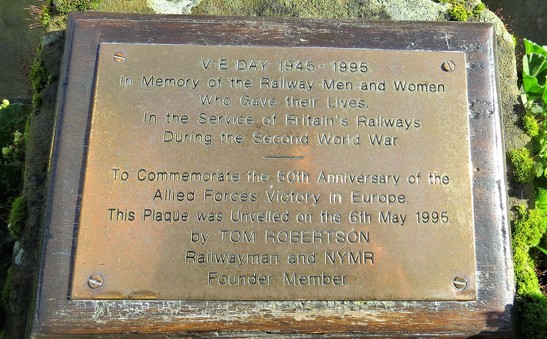 V·E DAY 1945-1995
In Memory of the Railway Men and Women
Who Gave their Lives.
In the Service of Britain's Railways
During the Second World War.
To Commemorate the 50th Anniversary of the
Allied Forces Victory in Europe.
This Plaque was Unveiled on the 6th May 1995.
by TOM ROBERTSON
Railwayman and NYMR
Founder Member.